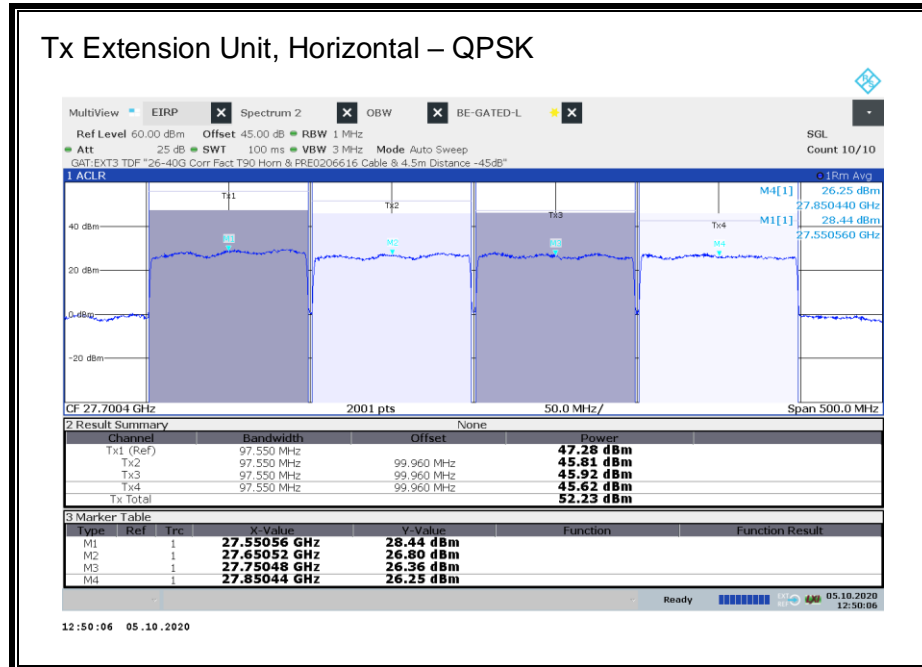 Tx Extension Unit, Horizontal – QPSK
MultiView EIRP Spectrum 2 OBW BE-GATED-L
Ref Level 60.00 dBm Offset 45.00 dB RBW 1 MHz SGL
Att 25 dB SWT 100 ms VBW 3 MHz Mode Auto Sweep Count 10/10
GAT:EXT3 TDF "26-40G Corr Fact T90 Horn & PRE0206616 Cable & 4.5m Distance -45dB"
1 ACLR 1Rm Avg
M4[1] 26.25 dBm
27.850440 GHz
M1[1] 28.44 dBm
27.550560 GHz
Tx1 Tx2 Tx3 Tx4
40 dBm
M1 M2 M3 M4
20 dBm
0 dBm
-20 dBm
CF 27.7004 GHz 2001 pts 50.0 MHz/ Span 500.0 MHz
2 Result Summary None
Channel Bandwidth Offset Power
Tx1 (Ref) 97.550 MHz 47.28 dBm
Tx2 97.550 MHz 99.960 MHz 45.81 dBm
Tx3 97.550 MHz 99.960 MHz 45.92 dBm
Tx4 97.550 MHz 99.960 MHz 45.62 dBm
Tx Total 52.23 dBm
3 Marker Table
Type Ref Trc X-Value Y-Value Function Function Result
M1 1 27.55056 GHz 28.44 dBm
M2 1 27.65052 GHz 26.80 dBm
M3 1 27.75048 GHz 26.36 dBm
M4 1 27.85044 GHz 26.25 dBm
Ready 05.10.2020
12:50:06
12:50:06 05.10.2020